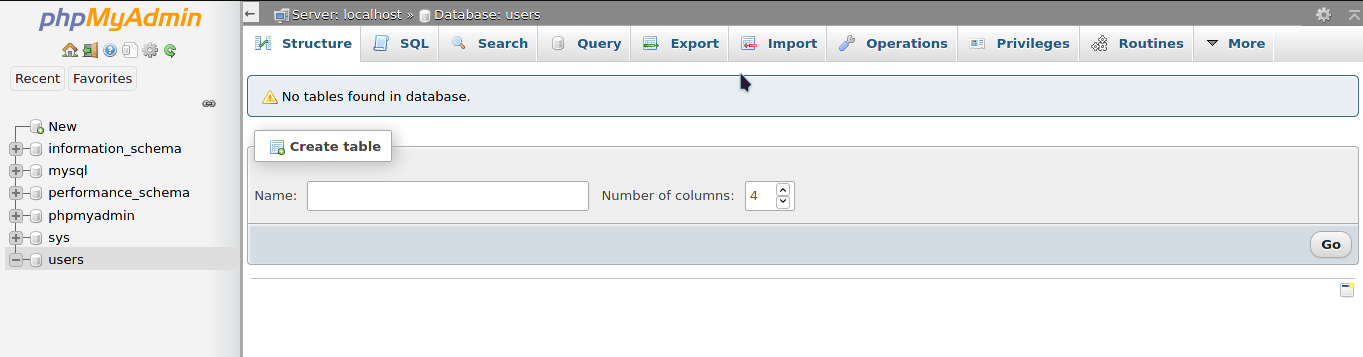 phpMyAdmin
Recent Favorites
New
information_schema
mysql
performance_schema
phpmyadmin
sys
users
Server: localhost » Database: users
Structure SQL Search Query Export Import Operations Privileges Routines More
No tables found in database.
Create table
Name: Number of columns: 4
Go